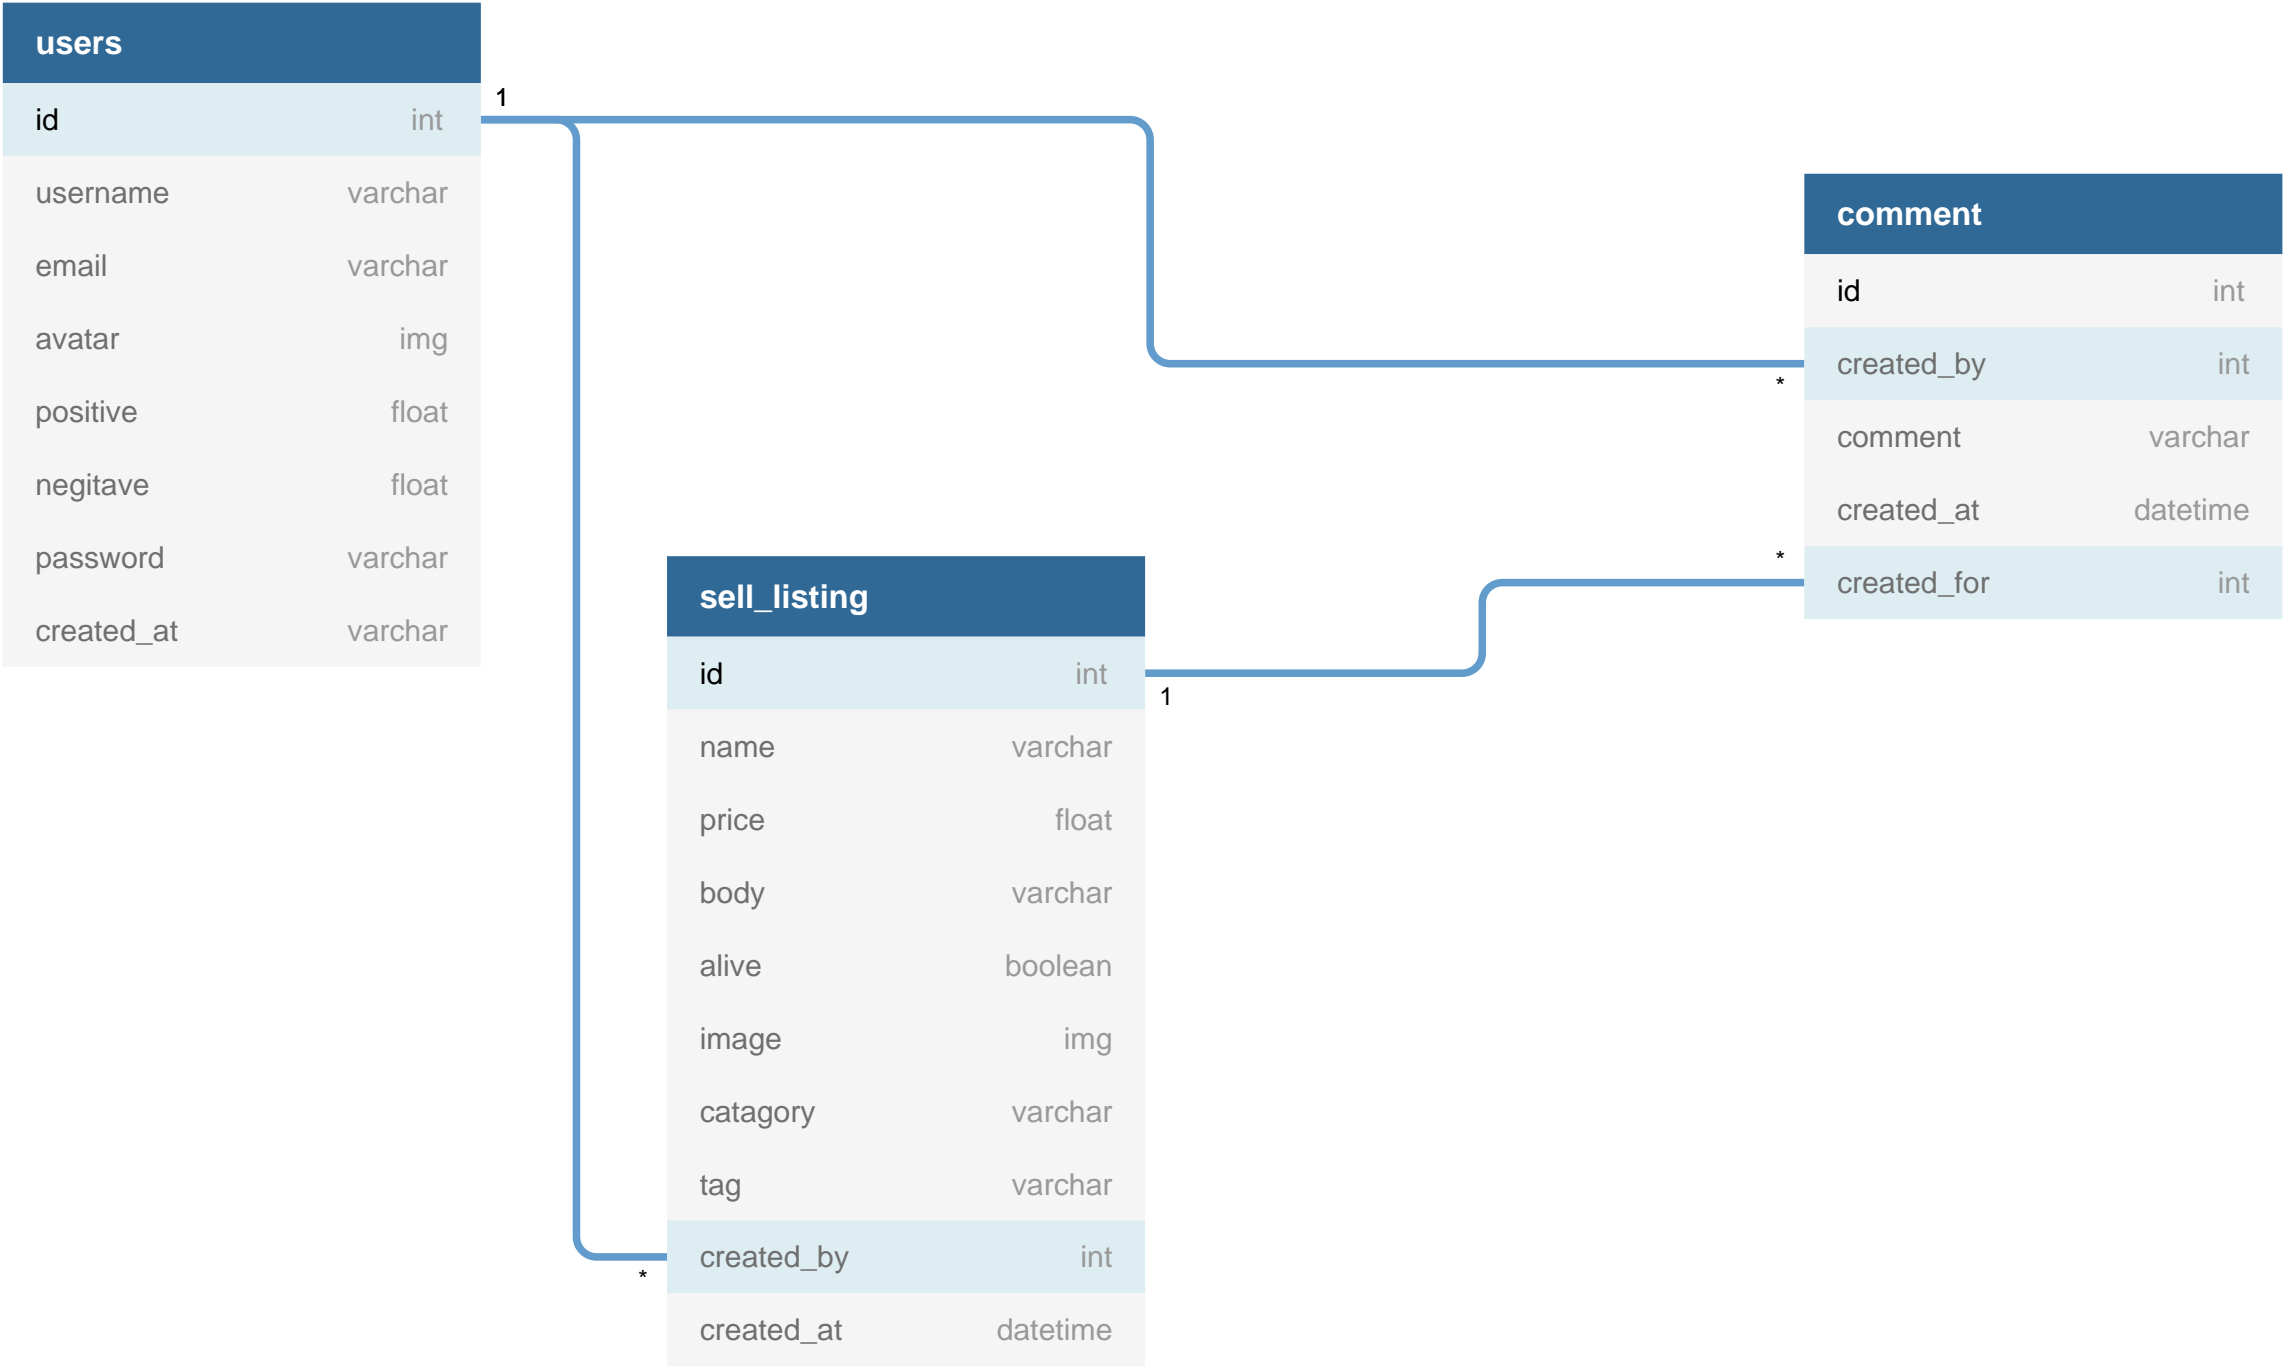 users
id int
username varchar
email varchar
avatar img
positive float
negitave float
password varchar
created_at varchar
1
*
comment
id int
created_by int
comment varchar
created_at datetime
created_for int
*
*
sell_listing
id int
name varchar
price float
body varchar
alive boolean
image img
catagory varchar
tag varchar
created_by int
created_at datetime
1